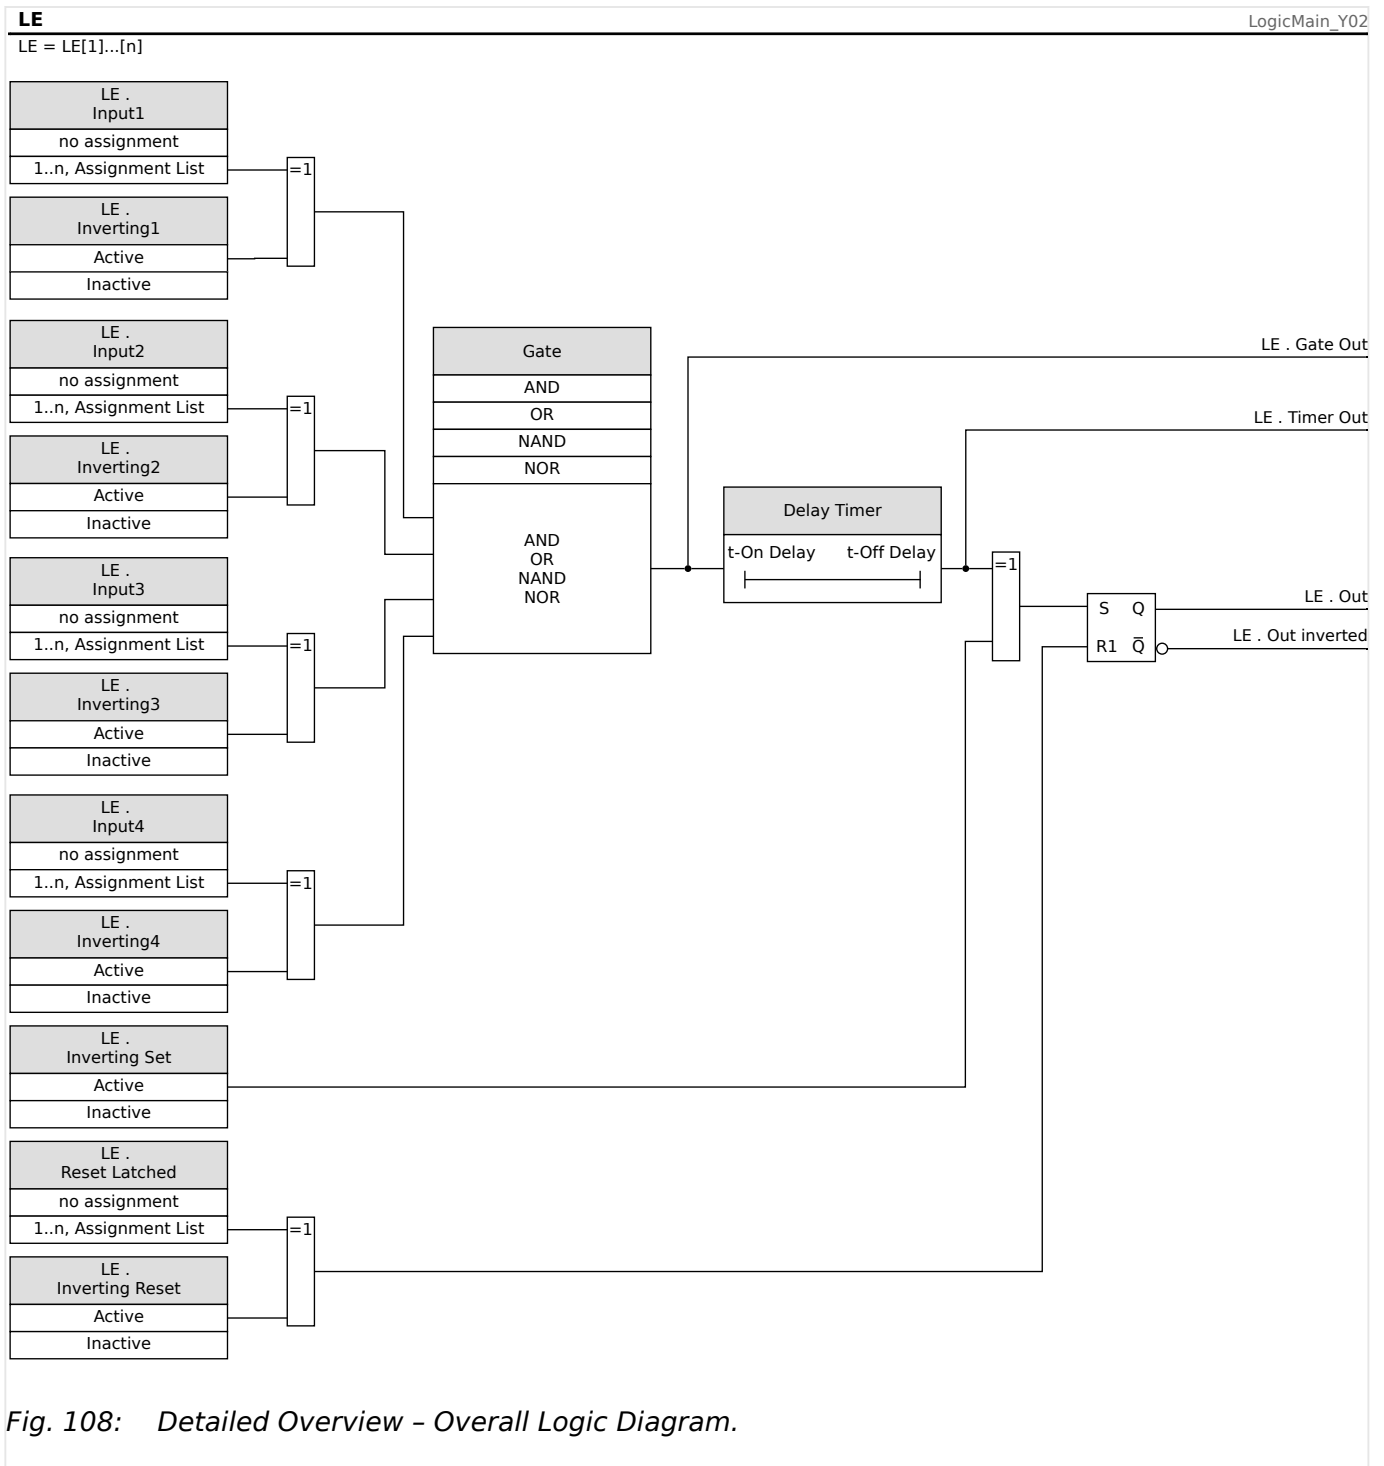 LE
LogicMain_Y02
LE = LE[1]...[n]
LE .
Input1
no assignment
1..n, Assignment List
=1
LE .
Inverting1
Active
Inactive
LE .
Input2
no assignment
1..n, Assignment List
=1
LE .
Inverting2
Active
Inactive
LE .
Input3
no assignment
1..n, Assignment List
=1
LE .
Inverting3
Active
Inactive
LE .
Input4
no assignment
1..n, Assignment List
=1
LE .
Inverting4
Active
Inactive
LE .
Inverting Set
Active
Inactive
LE .
Reset Latched
no assignment
1..n, Assignment List
=1
LE .
Inverting Reset
Active
Inactive
Gate
AND
OR
NAND
NOR
AND
OR
NAND
NOR
Delay Timer
t-On Delay t-Off Delay
=1
S Q
R1 Q̅
LE . Gate Out
LE . Timer Out
LE . Out
LE . Out inverted
Fig. 108: Detailed Overview – Overall Logic Diagram.